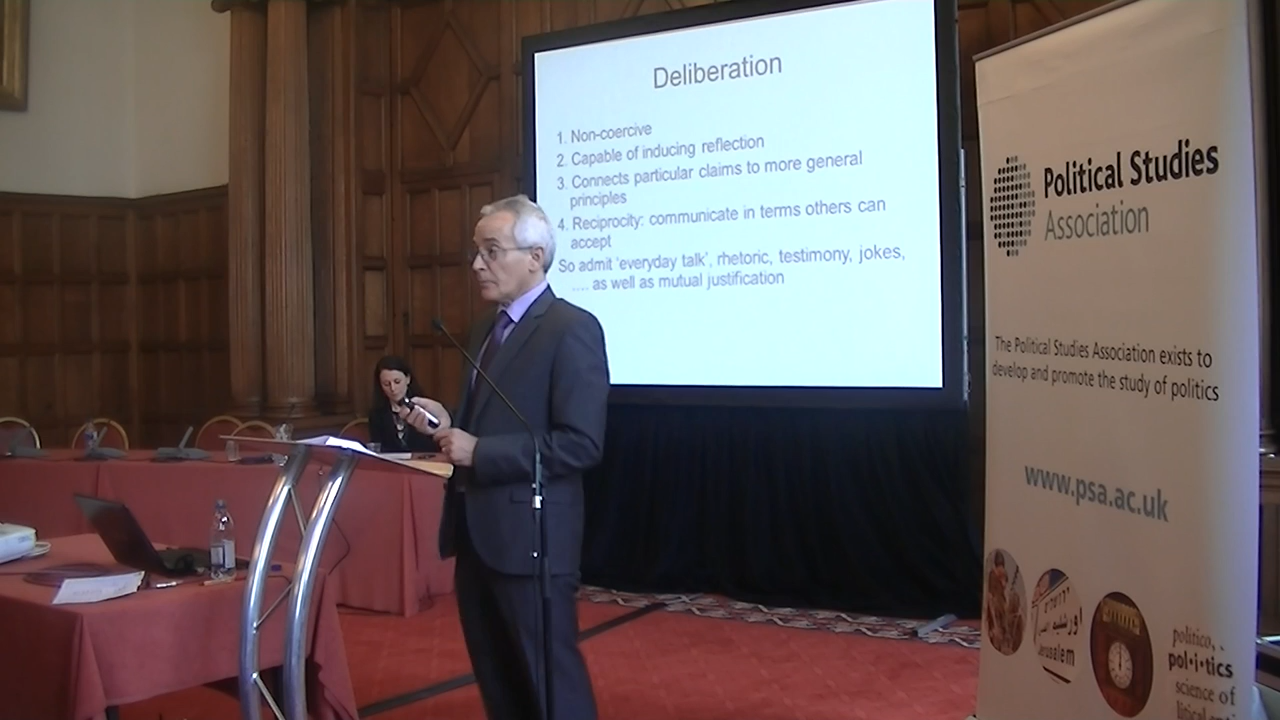 Deliberation
1. Non-coercive
2. Capable of inducing reflection
3. Connects particular claims to more general
principles
4. Reciprocity: communicate in terms others can
accept
So admit ‘everyday talk’, rhetoric, testimony, jokes,
.... as well as mutual justification
Political Studies
Association
The Political Studies Association exists to
develop and promote the study of politics
www.psa.ac.uk
ירושלים
اورشليم
Jerusalem
politico,
pol•i•tics
science of